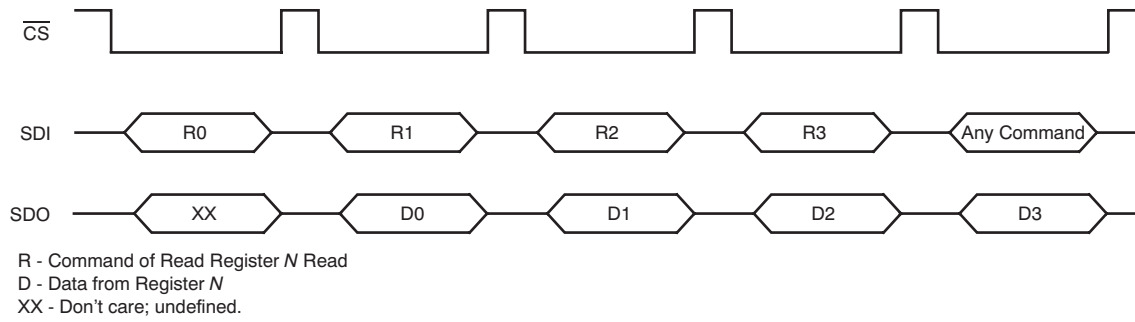 CS
SDI R0 R1 R2 R3 Any Command
SDO XX D0 D1 D2 D3
R - Command of Read Register N Read
D - Data from Register N
XX - Don't care; undefined.